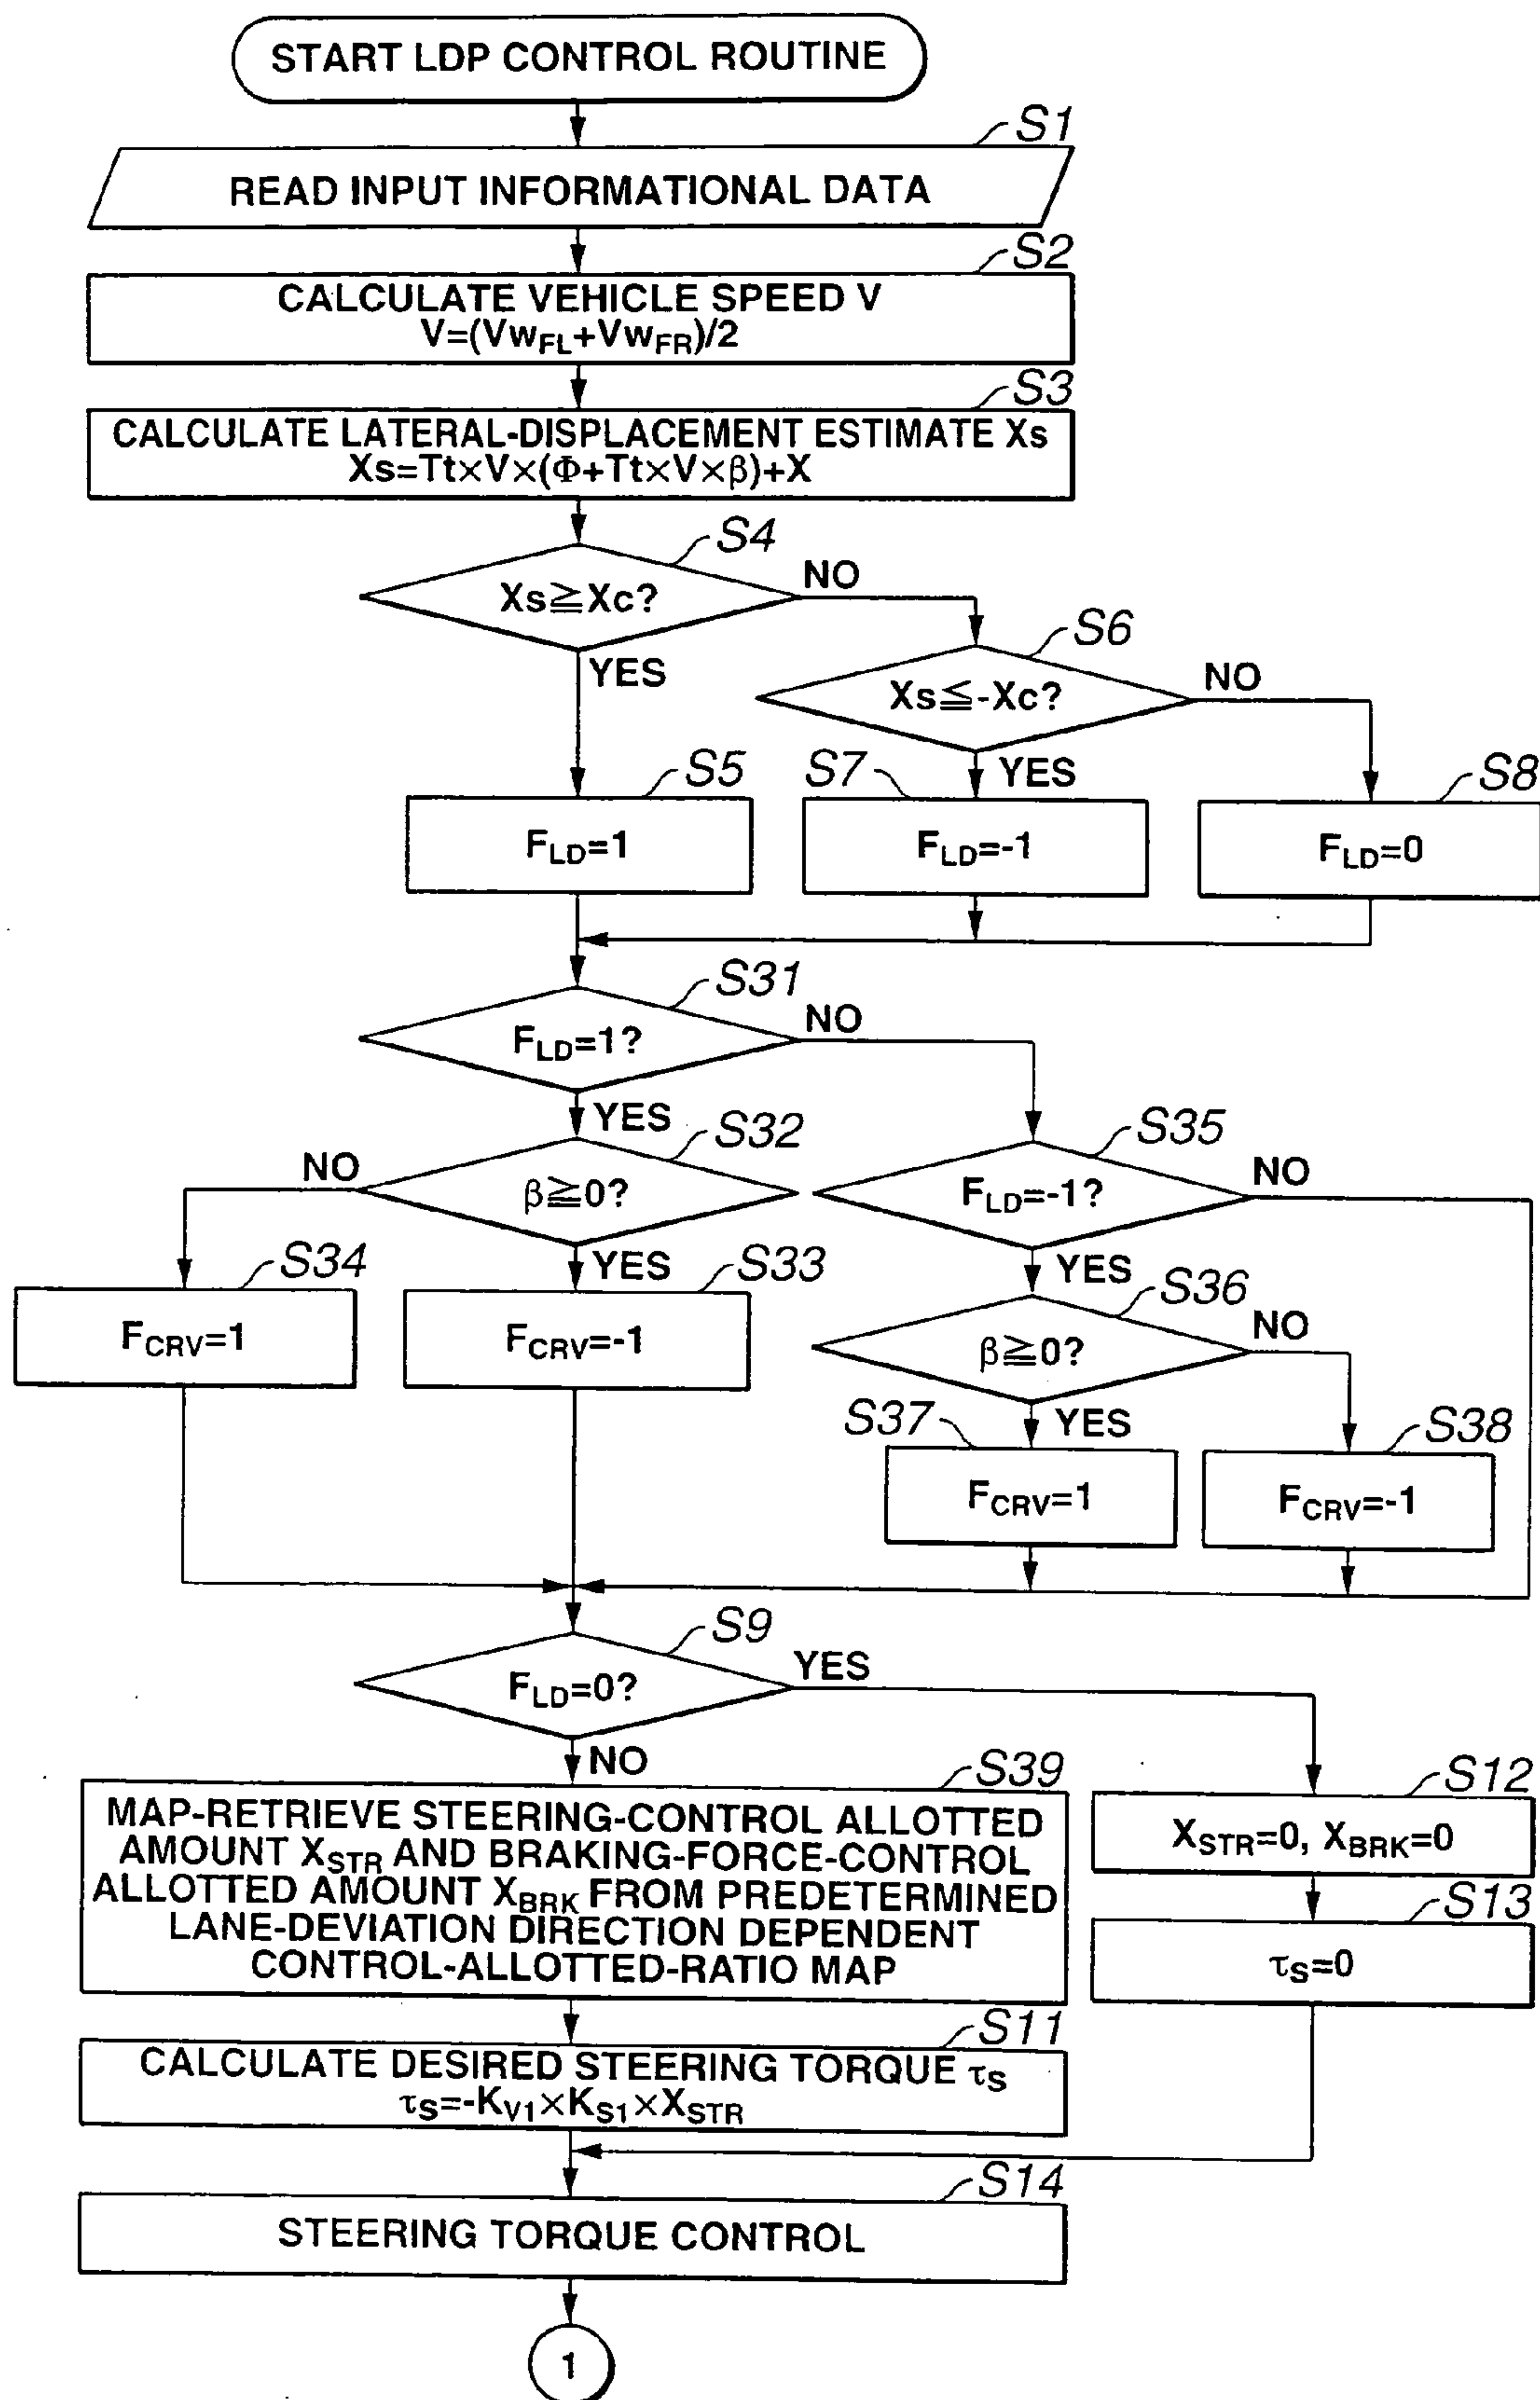 START LDP CONTROL ROUTINE
S1
READ INPUT INFORMATIONAL DATA
S2
CALCULATE VEHICLE SPEED V
V=(VwFL+VwFR)/2
S3
CALCULATE LATERAL-DISPLACEMENT ESTIMATE Xs
Xs=Tt×V×(Φ+Tt×V×β)+X
S4
Xs≧Xc?
NO
YES
S6
Xs≦-Xc?
NO
YES
S5
FLD=1
S7
FLD=-1
S8
FLD=0
S31
FLD=1?
NO
YES
S32
β≧0?
NO
YES
S35
FLD=-1?
NO
YES
S34
FCRV=1
S33
FCRV=-1
S36
β≧0?
NO
YES
S37
FCRV=1
S38
FCRV=-1
S9
FLD=0?
YES
NO
S39
MAP-RETRIEVE STEERING-CONTROL ALLOTTED
AMOUNT XSTR AND BRAKING-FORCE-CONTROL
ALLOTTED AMOUNT XBRK FROM PREDETERMINED
LANE-DEVIATION DIRECTION DEPENDENT
CONTROL-ALLOTTED-RATIO MAP
S12
XSTR=0, XBRK=0
S13
τS=0
S11
CALCULATE DESIRED STEERING TORQUE τS
τS=-KV1×KS1×XSTR
S14
STEERING TORQUE CONTROL
1